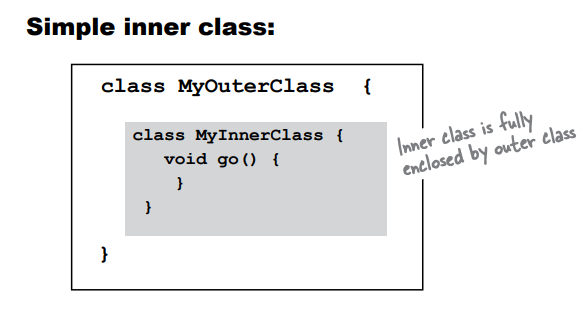 Simple inner class:
class MyOuterClass {
class MyInnerClass {
void go() {
}
}
}
Inner class is fully
enclosed by outer class